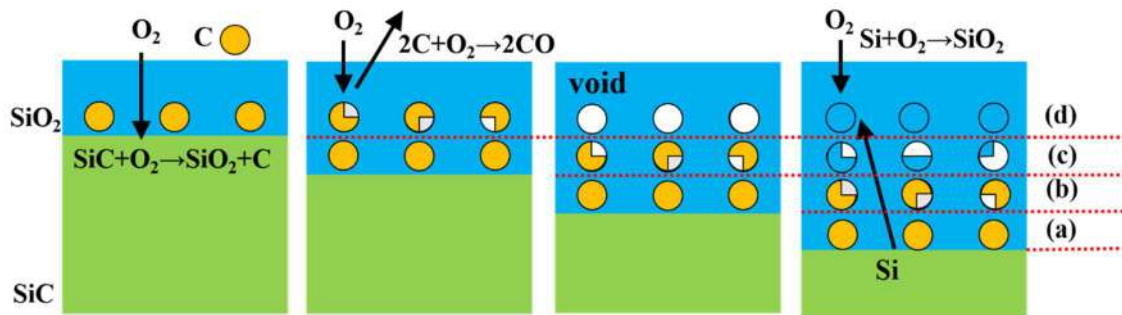 O₂
C
SiO₂
SiC+O₂→SiO₂+C
SiC
O₂
2C+O₂→2CO
void
O₂
Si+O₂→SiO₂
Si
(d)
(c)
(b)
(a)